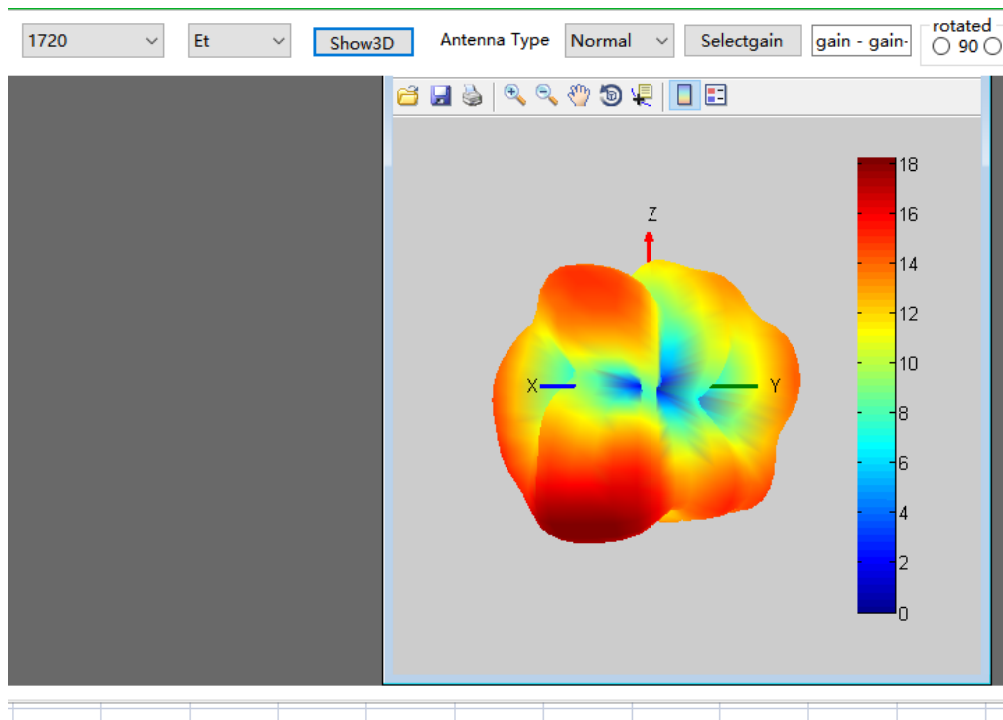 rotated
1720 Et Show3D Antenna Type Normal Selectgain gain - gain- 90
18
Z
16
14
12
10
X Y
8
6
4
2
0